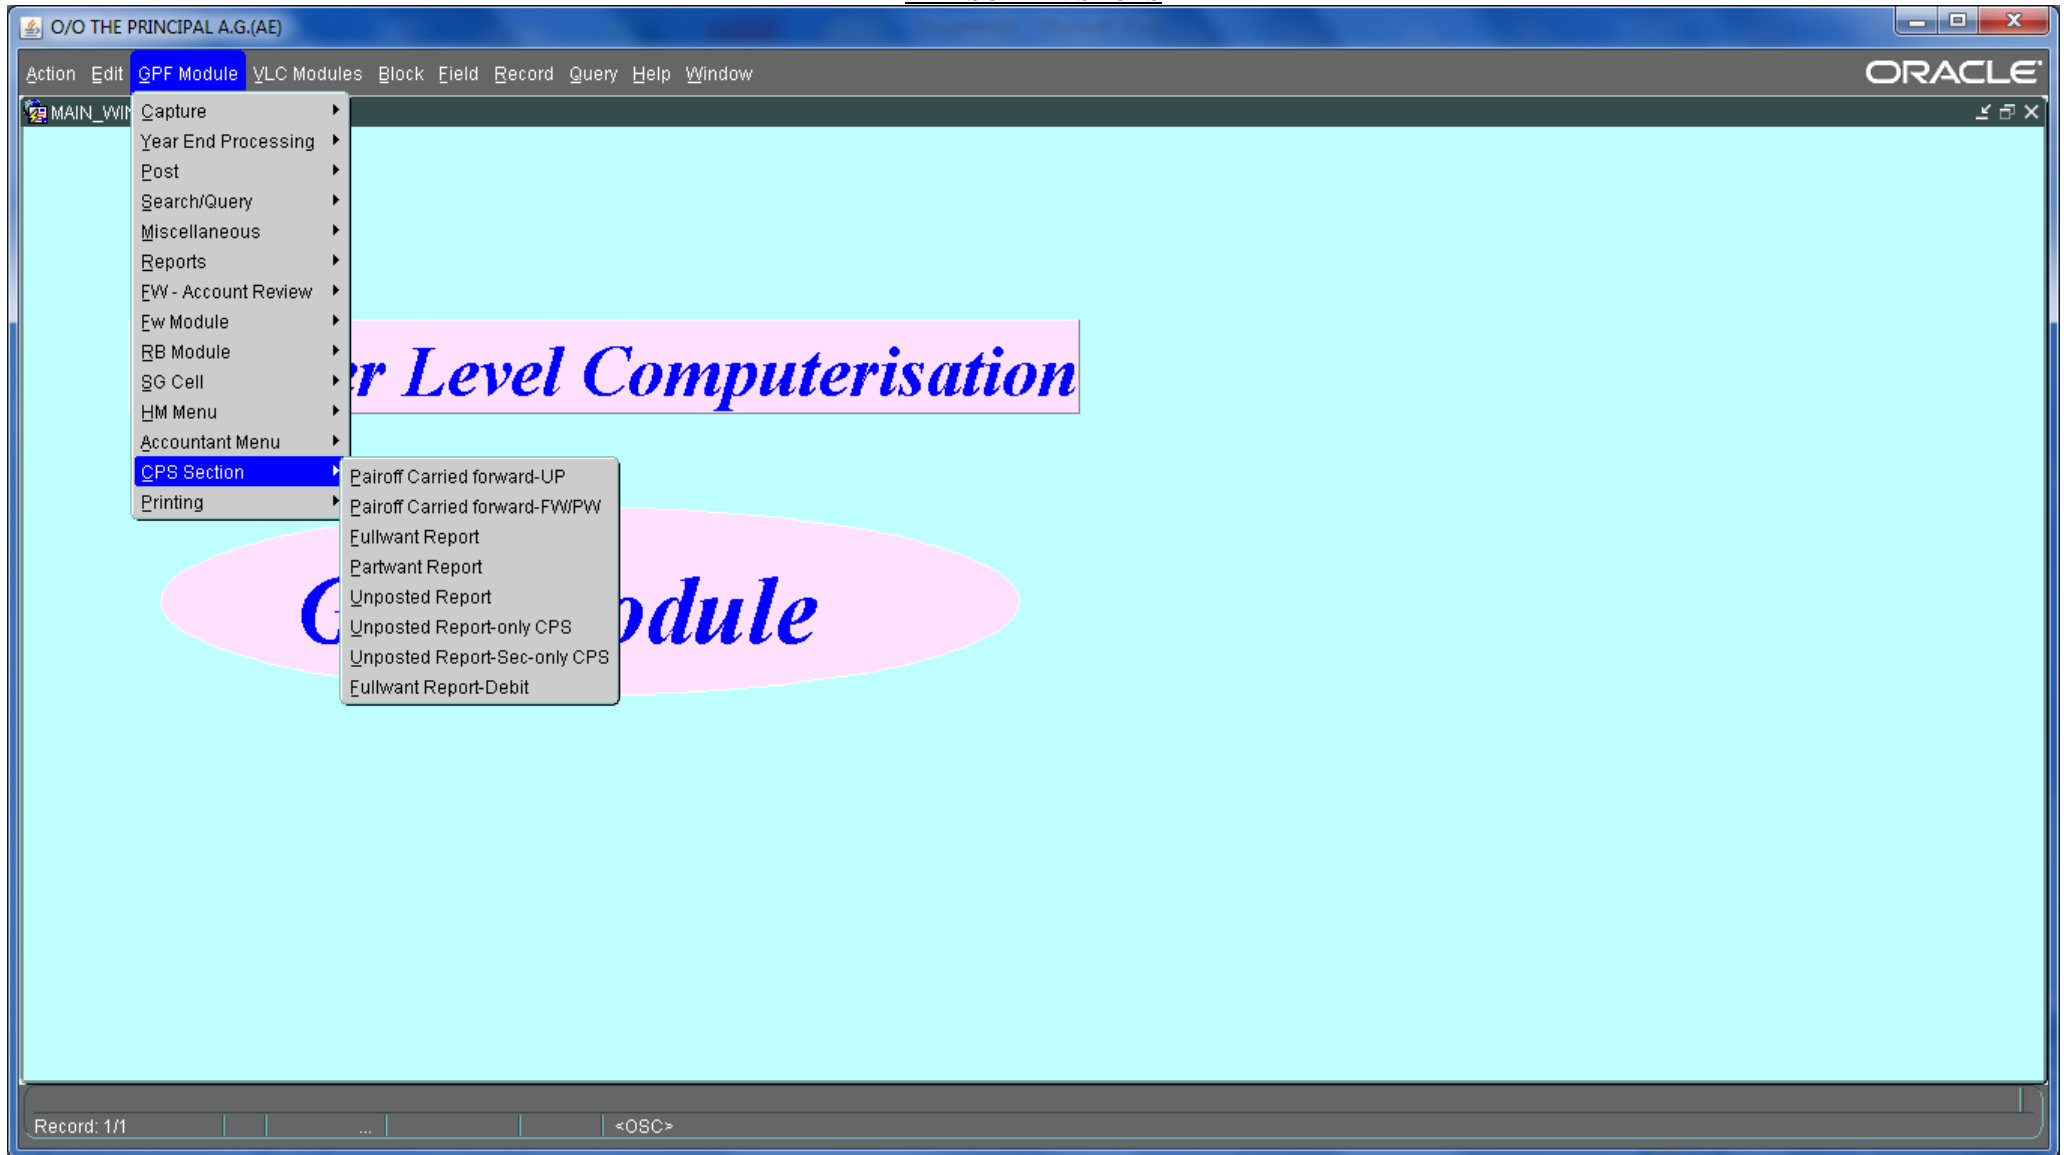 O/O THE PRINCIPAL A.G.(AE)
Action Edit GPF Module VLC Modules Block Field Record Query Help Window ORACLE
MAIN_WIN
Capture
Year End Processing
Post
Search/Query
Miscellaneous
Reports
FW - Account Review
Fw Module
RB Module
SG Cell
HM Menu
Accountant Menu
CPS Section
Printing
Pairoff Carried forward-UP
Pairoff Carried forward-FW/PW
Fullwant Report
Partwant Report
Unposted Report
Unposted Report-only CPS
Unposted Report-Sec-only CPS
Fullwant Report-Debit
er Level Computerisation
G odule
Record: 1/1 ... <OSC>